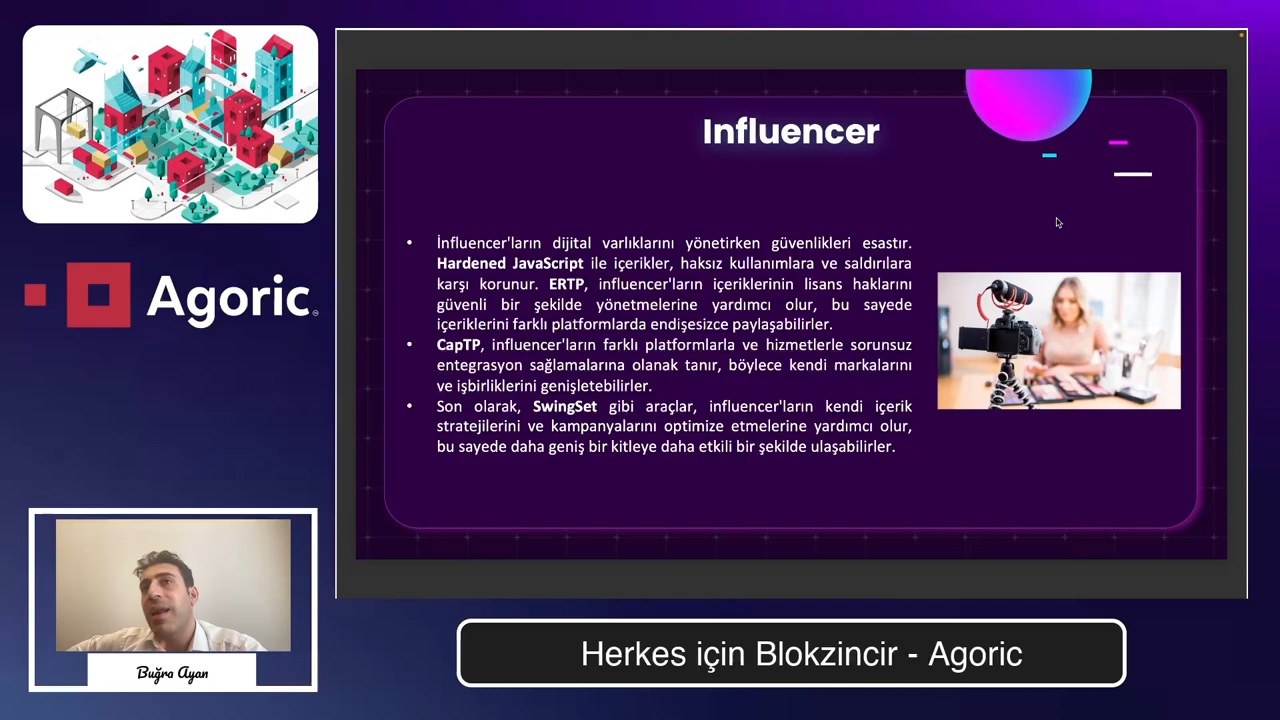 Agoric
Buğra Ayan
Influencer
• İnfluencer'ların dijital varlıklarını yönetirken güvenlikleri esastır.
Hardened JavaScript ile içerikler, haksız kullanımlara ve saldırılara
karşı korunur. ERTP, influencer'ların içeriklerinin lisans haklarını
güvenli bir şekilde yönetmelerine yardımcı olur, bu sayede
içeriklerini farklı platformlarda endişesizce paylaşabilirler.
• CapTP, influencer'ların farklı platformlarla ve hizmetlerle sorunsuz
entegrasyon sağlamalarına olanak tanır, böylece kendi markalarını
ve işbirliklerini genişletebilirler.
• Son olarak, SwingSet gibi araçlar, influencer'ların kendi içerik
stratejilerini ve kampanyalarını optimize etmelerine yardımcı olur,
bu sayede daha geniş bir kitleye daha etkili bir şekilde ulaşabilirler.
Herkes için Blokzincir - Agoric